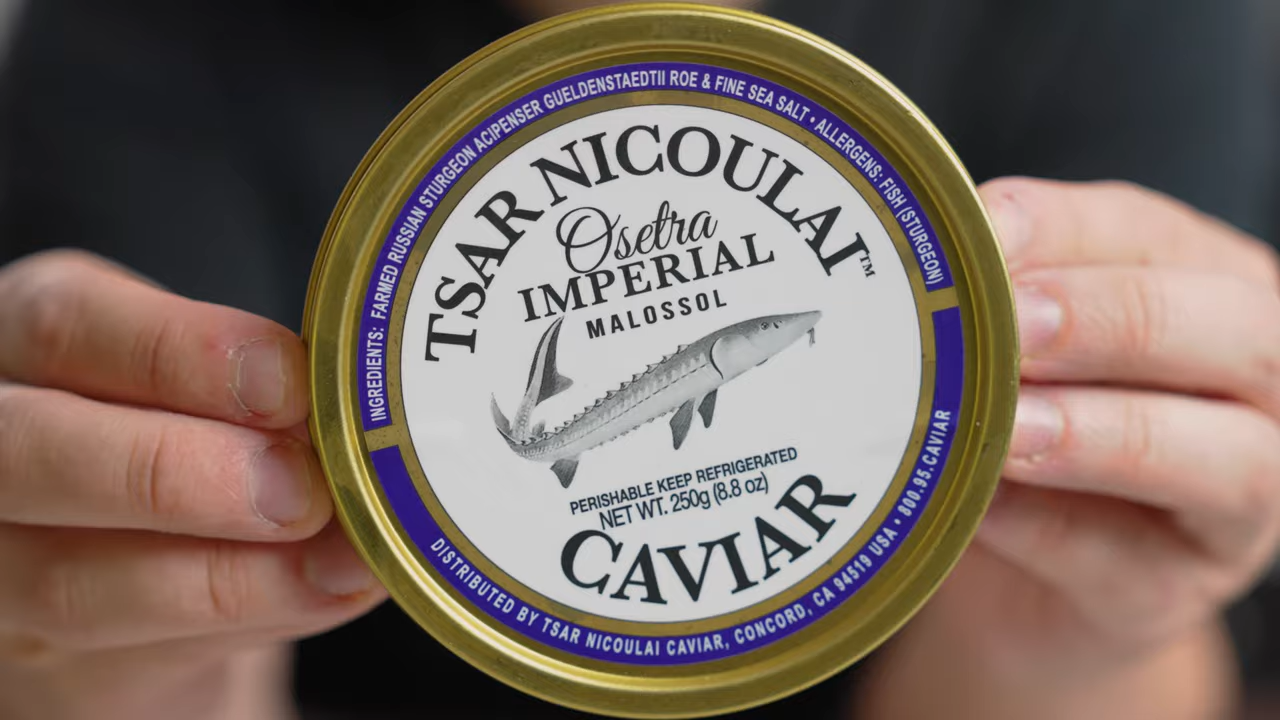 INGREDIENTS: FARMED RUSSIAN STURGEON ACIPENSER GUELDENSTAEDTII ROE & FINE SEA SALT • ALLERGENS: FISH (STURGEON)
TSAR NICOULAI™
Osetra
IMPERIAL
MALOSSOL
PERISHABLE KEEP REFRIGERATED
NET WT. 250g (8.8 oz)
CAVIAR
DISTRIBUTED BY TSAR NICOULAI CAVIAR, CONCORD, CA 94519 USA • 800.95.CAVIAR